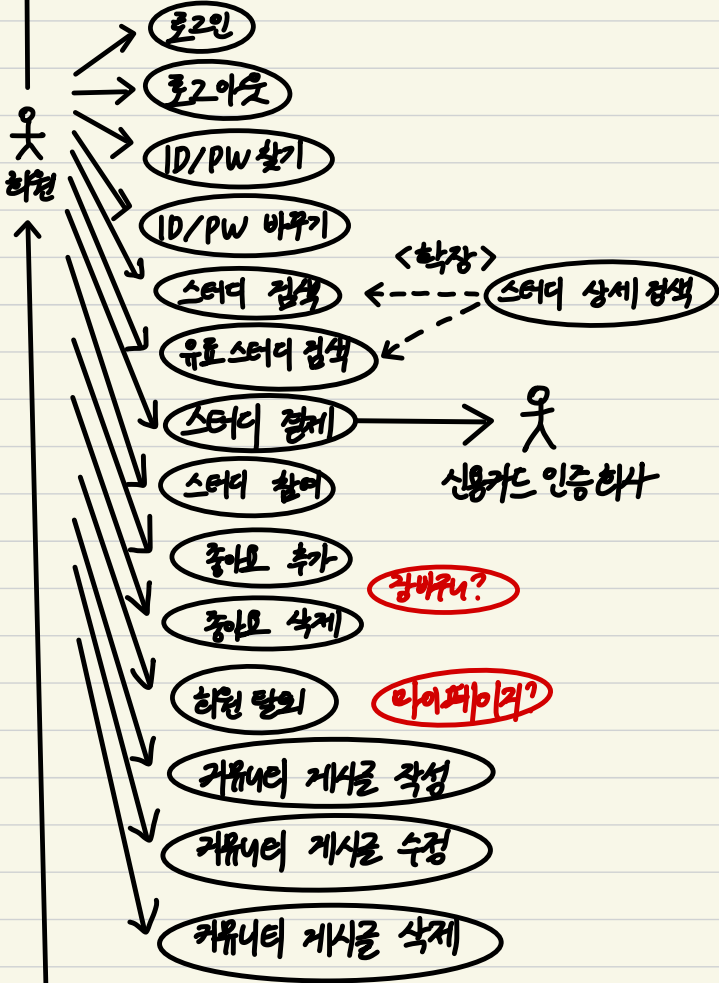 로그인
로그아웃
회원
ID/PW 찾기
ID/PW 바꾸기
<확장>
스터디 검색
스터디 상세 검색
유료 스터디 검색
스터디 결제
신용카드 인증회사
스터디 참여
좋아요 추가
장바구니?
좋아요 삭제
회원 탈퇴
마이페이지?
커뮤니티 게시글 작성
커뮤니티 게시글 수정
커뮤니티 게시글 삭제